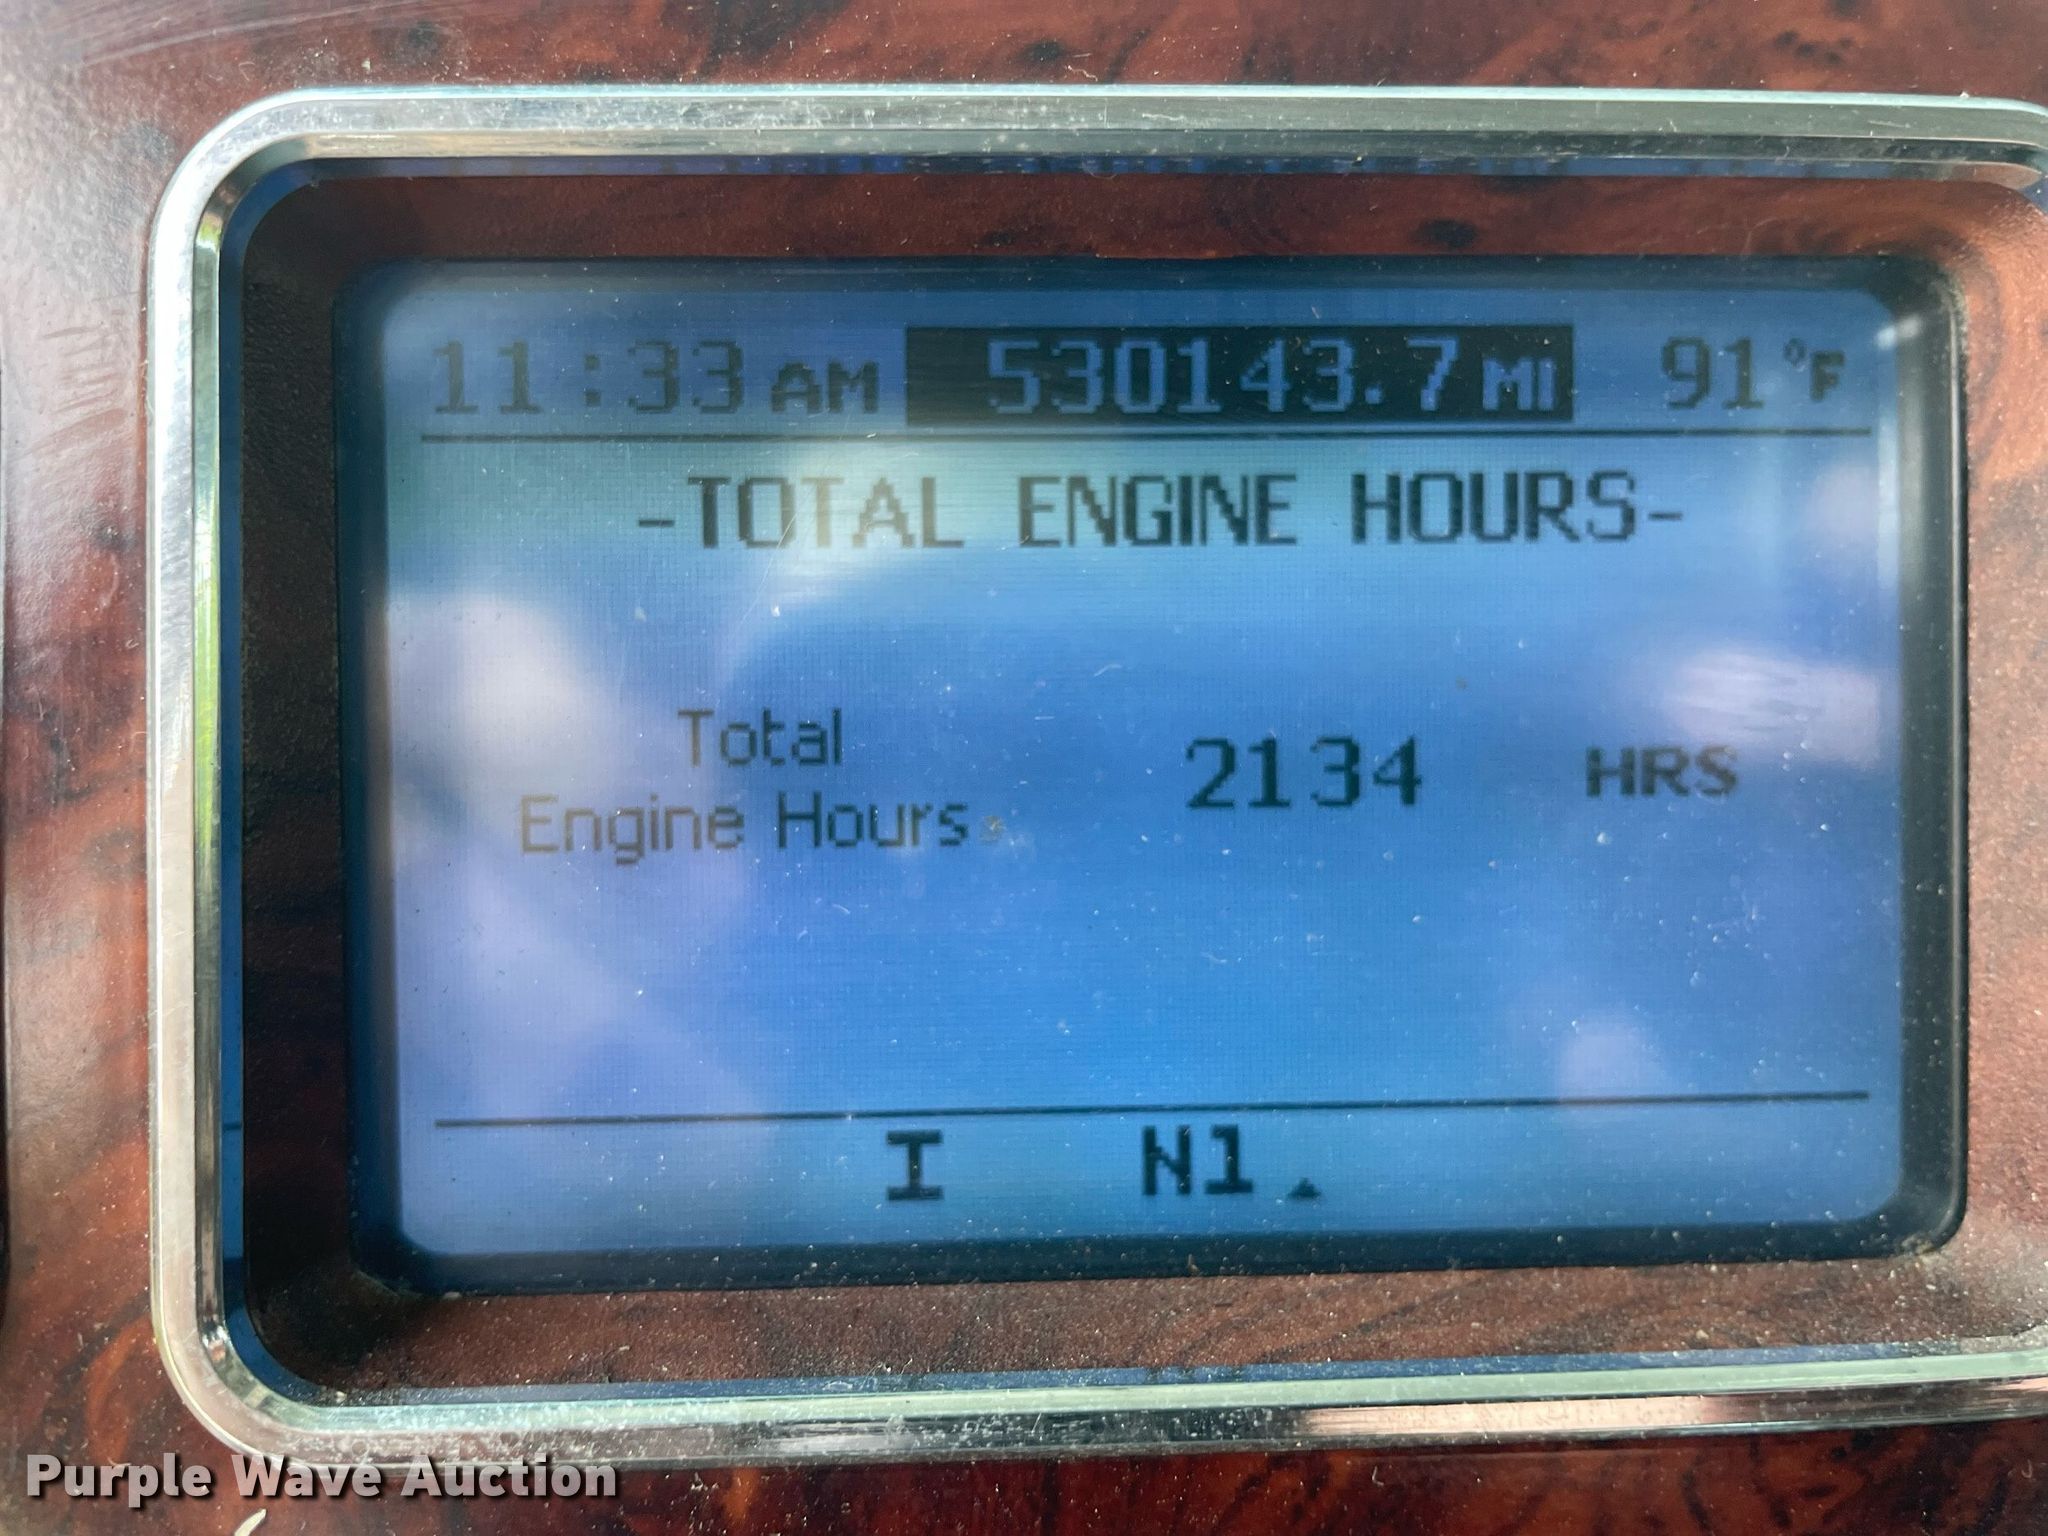 11:33 AM 530143.7 MI 91°F
-TOTAL ENGINE HOURS-
Total
Engine Hours 2134 HRS
I N1▲
Purple Wave Auction